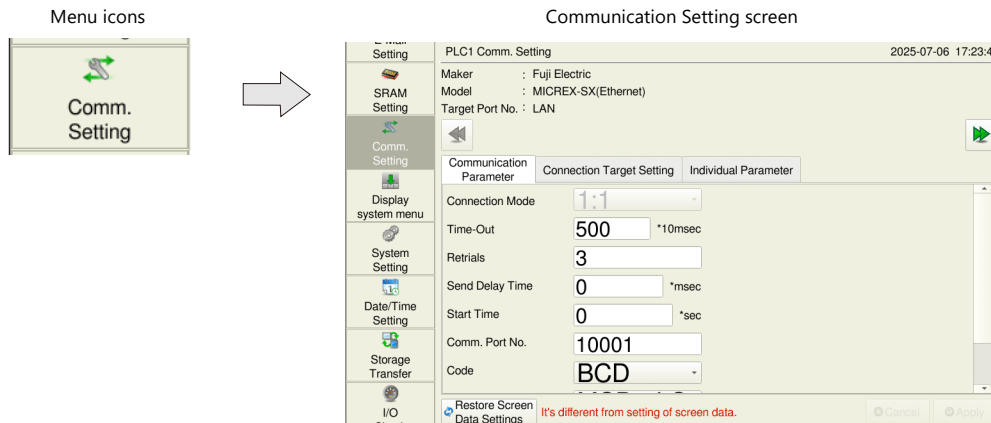 Menu icons
Communication Setting screen
Comm.
Setting
E-Mail
Setting
SRAM
Setting
Comm.
Setting
Display
system menu
System
Setting
Date/Time
Setting
Storage
Transfer
I/O
PLC1 Comm. Setting
2025-07-06 17:23:4
Maker : Fuji Electric
Model : MICREX-SX(Ethernet)
Target Port No. : LAN
Communication
Parameter
Connection Target Setting
Individual Parameter
Connection Mode 1:1
Time-Out 500 *10msec
Retrials 3
Send Delay Time 0 *msec
Start Time 0 *sec
Comm. Port No. 10001
Code BCD
Restore Screen
Data Settings
It's different from setting of screen data.
Cancel
Apply